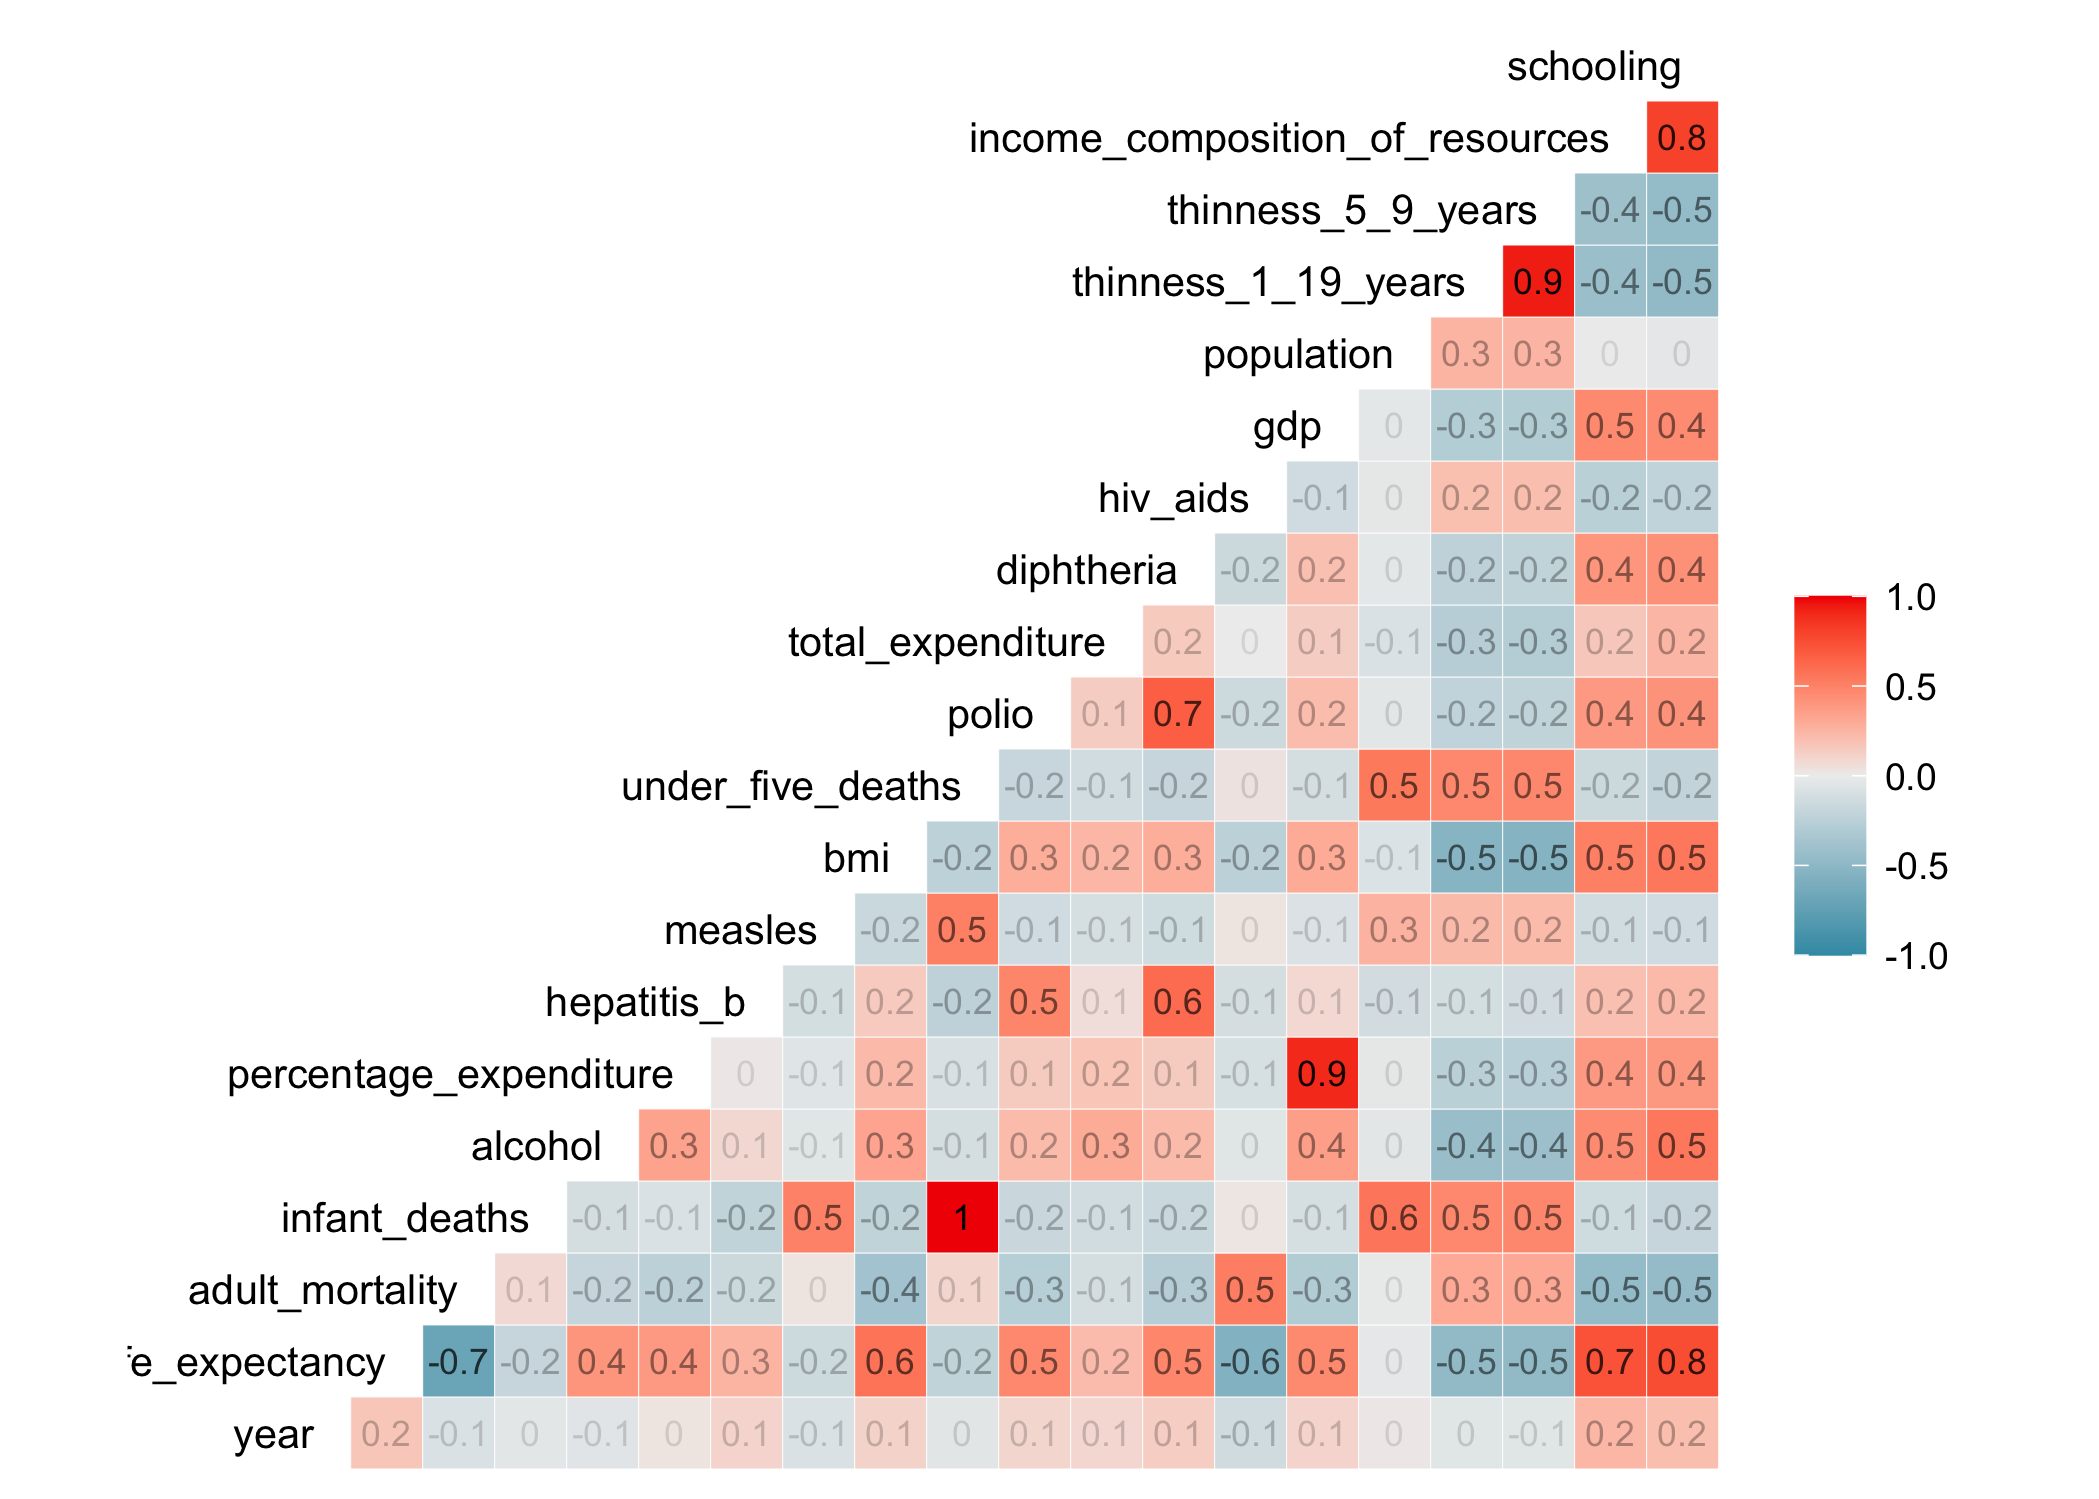 schooling
income_composition_of_resources 0.8
thinness_5_9_years -0.4 -0.5
thinness_1_19_years 0.9 -0.4 -0.5
population 0.3 0.3 0 0
gdp 0 -0.3 -0.3 0.5 0.4
hiv_aids -0.1 0 0.2 0.2 -0.2 -0.2
diphtheria -0.2 0.2 0 -0.2 -0.2 0.4 0.4
total_expenditure 0.2 0 0.1 -0.1 -0.3 -0.3 0.2 0.2
polio 0.1 0.7 -0.2 0.2 0 -0.2 -0.2 0.4 0.4
under_five_deaths -0.2 -0.1 -0.2 0 -0.1 0.5 0.5 0.5 -0.2 -0.2
bmi -0.2 0.3 0.2 0.3 -0.2 0.3 -0.1 -0.5 -0.5 0.5 0.5
measles -0.2 0.5 -0.1 -0.1 -0.1 0 -0.1 0.3 0.2 0.2 -0.1 -0.1
hepatitis_b -0.1 0.2 -0.2 0.5 0.1 0.6 -0.1 0.1 -0.1 -0.1 -0.1 0.2 0.2
percentage_expenditure 0 -0.1 0.2 -0.1 0.1 0.2 0.1 -0.1 0.9 0 -0.3 -0.3 0.4 0.4
alcohol 0.3 0.1 -0.1 0.3 -0.1 0.2 0.3 0.2 0 0.4 0 -0.4 -0.4 0.5 0.5
infant_deaths -0.1 -0.1 -0.2 0.5 -0.2 1 -0.2 -0.1 -0.2 0 -0.1 0.6 0.5 0.5 -0.1 -0.2
adult_mortality 0.1 -0.2 -0.2 -0.2 0 -0.4 0.1 -0.3 -0.1 -0.3 0.5 -0.3 0 0.3 0.3 -0.5 -0.5
fe_expectancy -0.7 -0.2 0.4 0.4 0.3 -0.2 0.6 -0.2 0.5 0.2 0.5 -0.6 0.5 0 -0.5 -0.5 0.7 0.8
year 0.2 -0.1 0 -0.1 0 0.1 -0.1 0.1 0 0.1 0.1 0.1 -0.1 0.1 0 0 -0.1 0.2 0.2
1.0
0.5
0.0
-0.5
-1.0